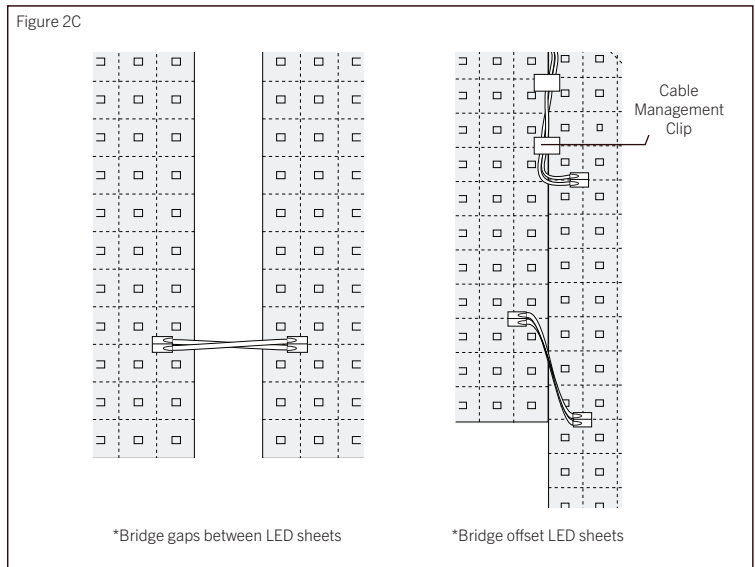 Figure 2C
Cable
Management
Clip
*Bridge gaps between LED sheets
*Bridge offset LED sheets